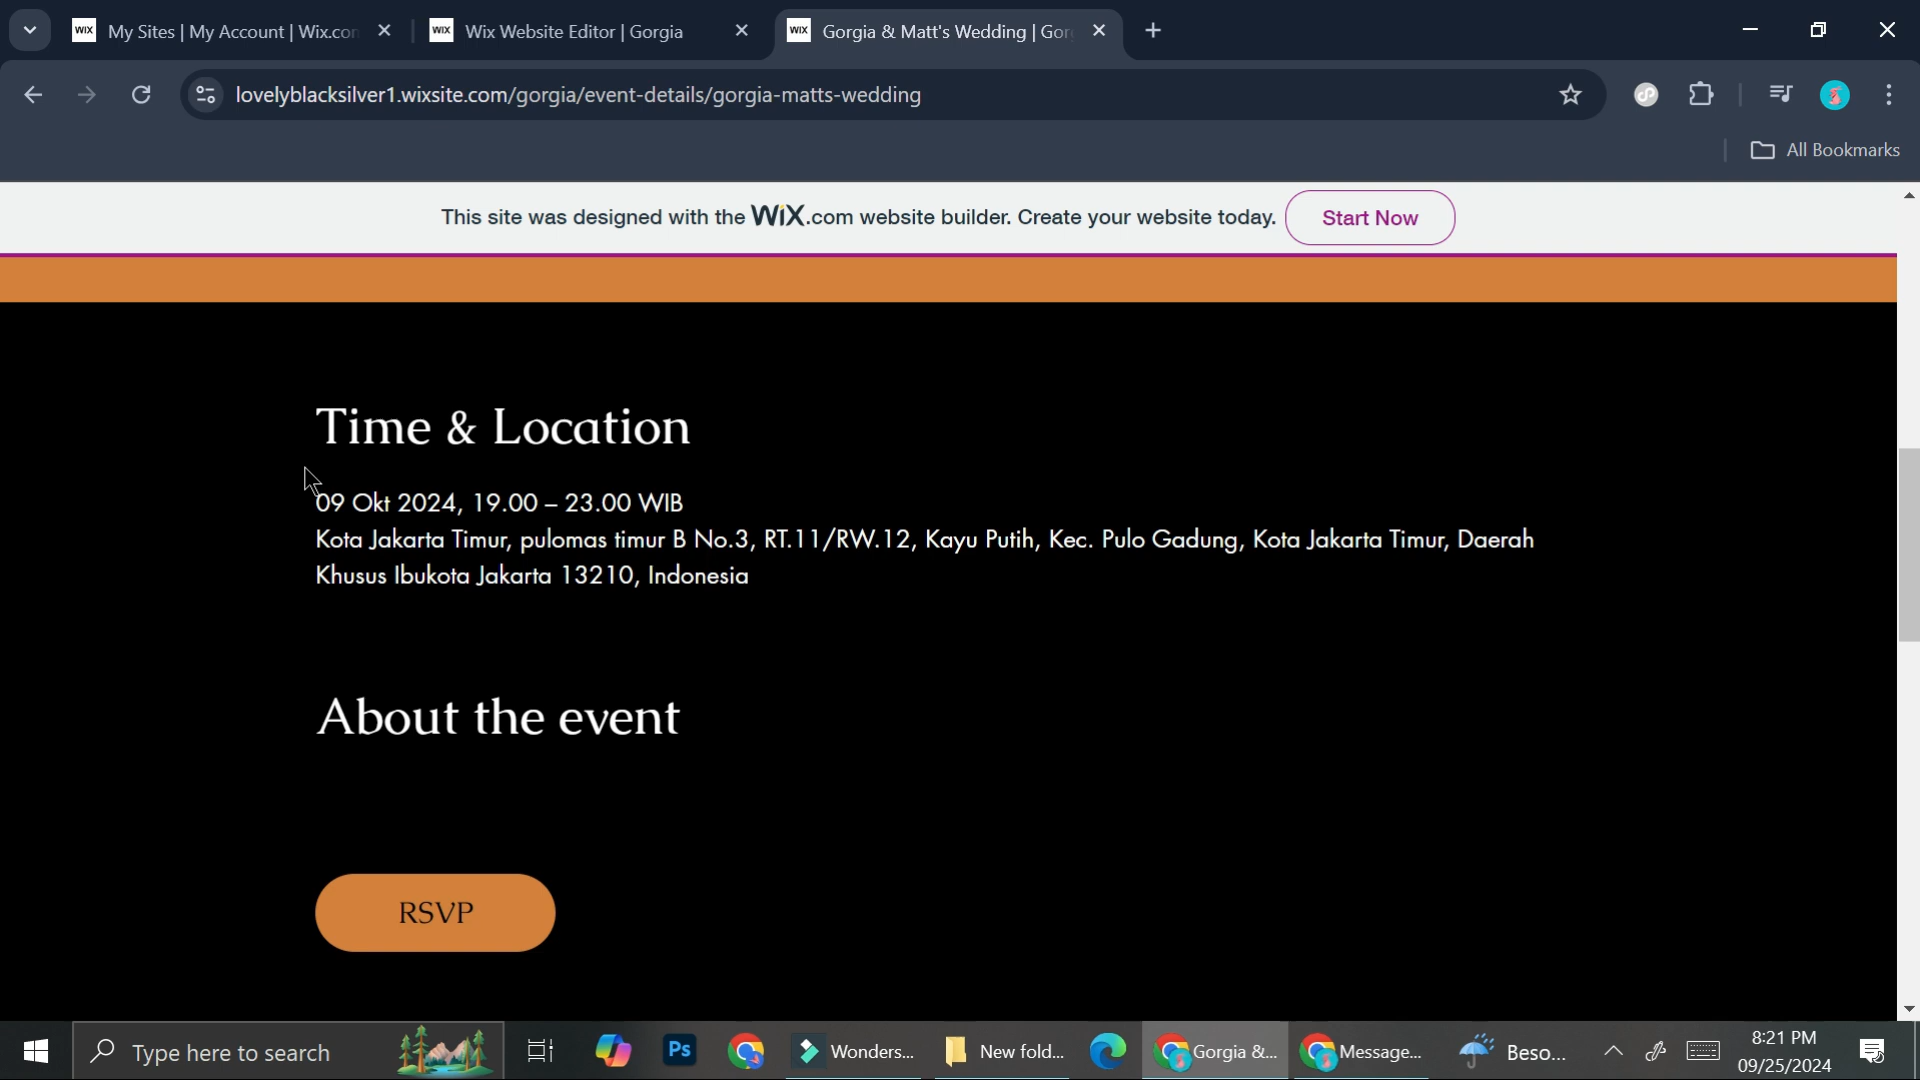 My Sites | My Account | Wix.con
Wix Website Editor | Gorgia
Gorgia & Matt's Wedding | Gor
lovelyblacksilver1.wixsite.com/gorgia/event-details/gorgia-matts-wedding
All Bookmarks
This site was designed with the WiX.com website builder. Create your website today. Start Now
Time & Location
09 Okt 2024, 19.00 – 23.00 WIB
Kota Jakarta Timur, pulomas timur B No.3, RT.11/RW.12, Kayu Putih, Kec. Pulo Gadung, Kota Jakarta Timur, Daerah
Khusus Ibukota Jakarta 13210, Indonesia
About the event
RSVP
Type here to search
Ps
Wonders...
New fold...
Gorgia &...
Message...
Beso...
8:21 PM
09/25/2024